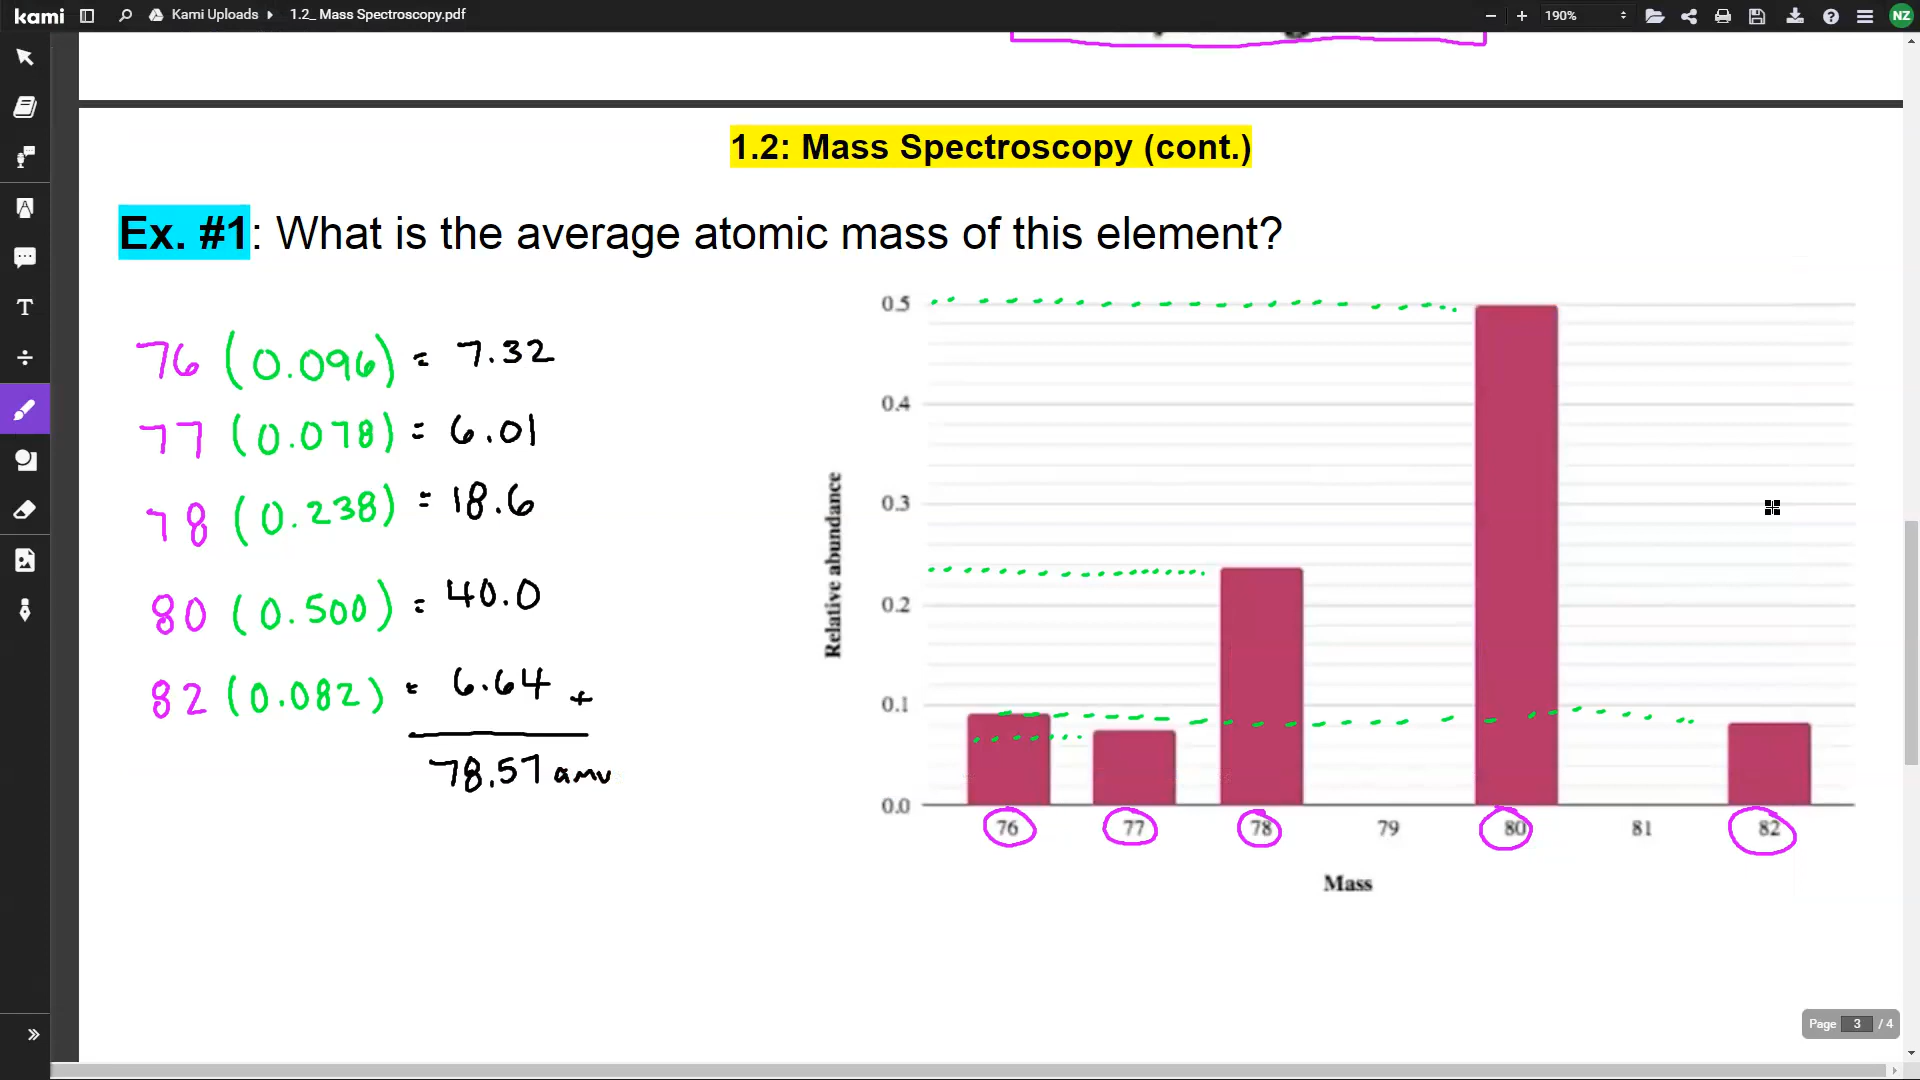 kami Kami Uploads 1.2_ Mass Spectroscopy.pdf 190% NZ
1.2: Mass Spectroscopy (cont.)
Ex. #1: What is the average atomic mass of this element?
76 (0.096) = 7.32
77 (0.078) = 6.01
78 (0.238) = 18.6
80 (0.500) = 40.0
82 (0.082) = 6.64 +
78.57 amu
Relative abundance
0.5
0.4
0.3
0.2
0.1
0.0
76 77 78 79 80 81 82
Mass
Page 3 / 4